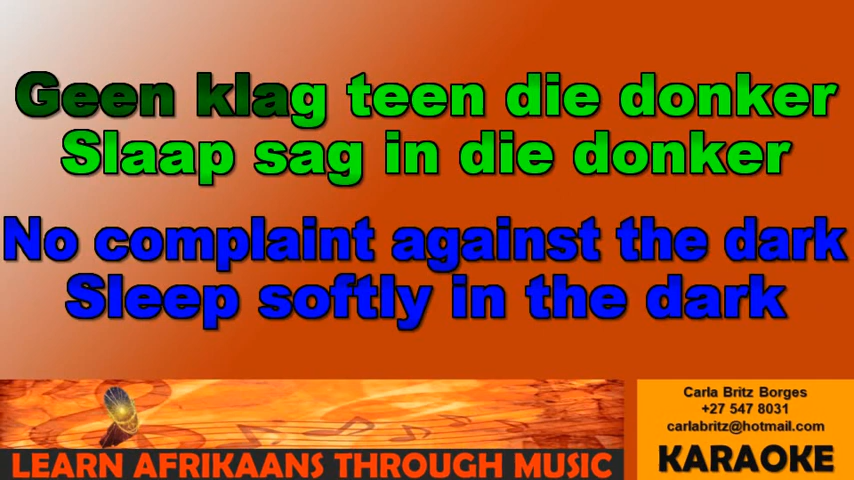 Geen klag teen die donker
Slaap sag in die donker
No complaint against the dark
Sleep softly in the dark
Carla Britz Borges
+27 547 8031
carlabritz@hotmail.com
LEARN AFRIKAANS THROUGH MUSIC
KARAOKE